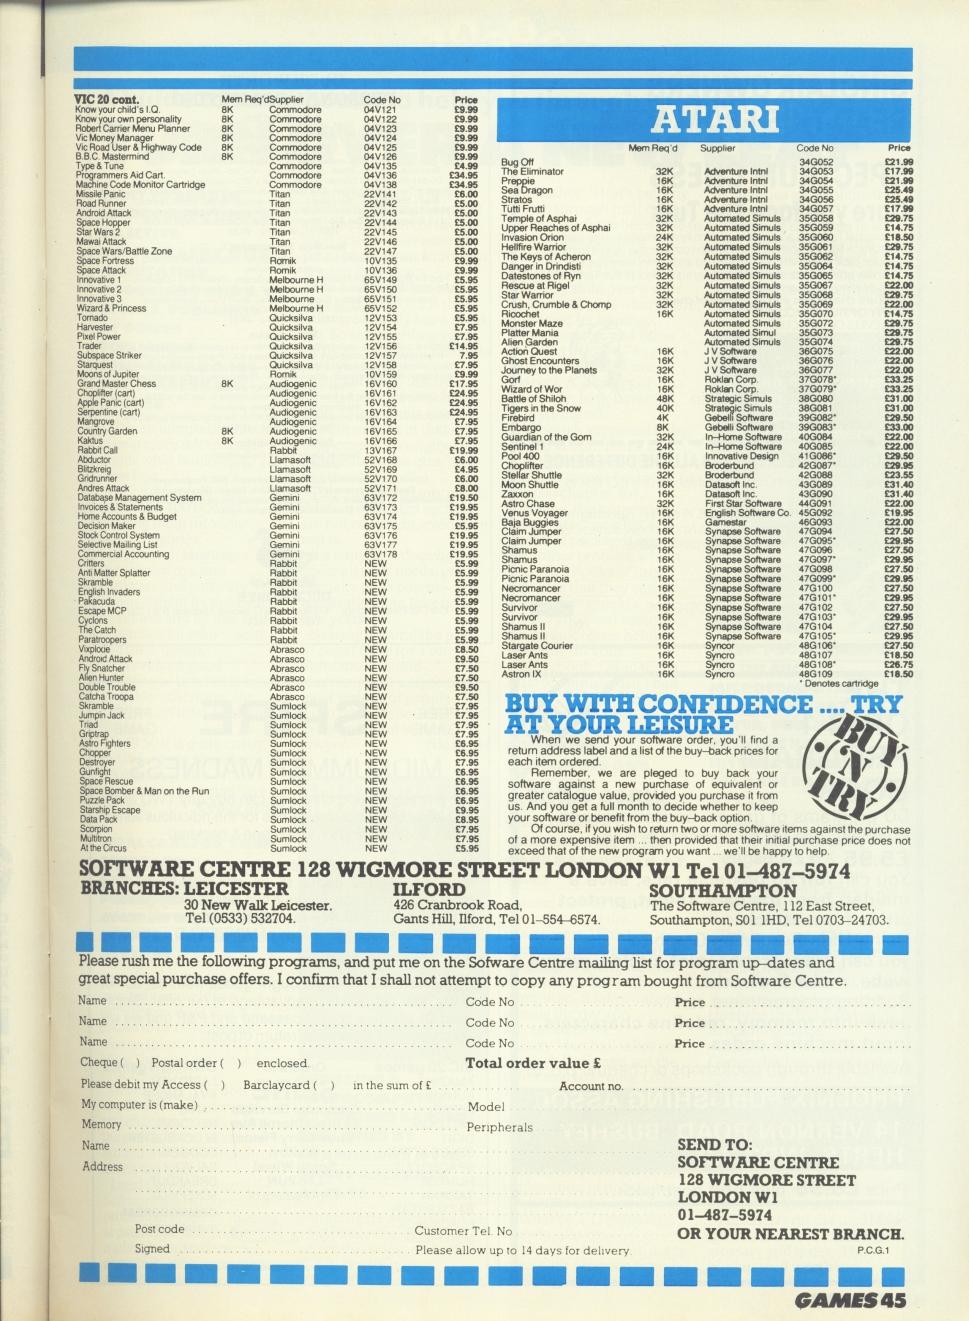 VIC 20 cont. Mem Req'd Supplier Code No Price
Know your child's I.Q. 8K Commodore 04V121 £9.99
Know your own personality 8K Commodore 04V122 £9.99
Robert Carrier Menu Planner 8K Commodore 04V123 £9.99
Vic Money Manager 8K Commodore 04V124 £9.99
Vic Road User & Highway Code 8K Commodore 04V125 £9.99
B.B.C. Mastermind 8K Commodore 04V126 £9.99
Type & Tune Commodore 04V135 £4.99
Programmers Aid Cart. Commodore 04V136 £34.95
Machine Code Monitor Cartridge Commodore 04V138 £34.95
Missile Panic Titan 22V141 £6.00
Road Runner Titan 22V142 £5.00
Android Attack Titan 22V143 £5.00
Space Hopper Titan 22V144 £5.00
Star Wars 2 Titan 22V145 £5.00
Mawai Attack Titan 22V146 £5.00
Space Wars/Battle Zone Titan 22V147 £5.00
Space Fortress Romik 10V135 £9.99
Space Attack Romik 10V136 £9.99
Innovative 1 Melbourne H 65V149 £5.95
Innovative 2 Melbourne H 65V150 £5.95
Innovative 3 Melbourne 65V151 £5.95
Wizard & Princess Melbourne H 65V152 £5.95
Tornado Quicksilva 12V153 £5.95
Harvester Quicksilva 12V154 £7.95
Pixel Power Quicksilva 12V155 £7.95
Trader Quicksilva 12V156 £14.95
Subspace Striker Quicksilva 12V157 7.95
Starquest Quicksilva 12V158 £7.95
Moons of Jupiter Romik 10V159 £9.99
Grand Master Chess 8K Audiogenic 16V160 £17.95
Choplifter (cart) Audiogenic 16V161 £24.95
Apple Panic (cart) Audiogenic 16V162 £24.95
Serpentine (cart) Audiogenic 16V163 £24.95
Mangrove Audiogenic 16V164 £7.95
Country Garden 8K Audiogenic 16V165 £7.95
Kaktus 8K Audiogenic 16V166 £7.95
Rabbit Call Rabbit 13V167 £19.99
Abductor Llamasoft 52V168 £6.00
Blitzkreig Llamasoft 52V169 £4.95
Gridrunner Llamasoft 52V170 £6.00
Andres Attack Llamasoft 52V171 £8.00
Database Management System Gemini 63V172 £19.50
Invoices & Statements Gemini 63V173 £19.95
Home Accounts & Budget Gemini 63V174 £19.95
Decision Maker Gemini 63V175 £5.95
Stock Control System Gemini 63V176 £19.95
Selective Mailing List Gemini 63V177 £19.95
Commercial Accounting Gemini 63V178 £19.95
Critters Rabbit NEW £5.99
Anti Matter Splatter Rabbit NEW £5.99
Skramble Rabbit NEW £5.99
English Invaders Rabbit NEW £5.99
Pakacuda Rabbit NEW £5.99
Escape MCP Rabbit NEW £5.99
Cyclons Rabbit NEW £5.99
The Catch Rabbit NEW £5.99
Paratroopers Rabbit NEW £5.99
Vixploue Abrasco NEW £8.50
Android Attack Abrasco NEW £9.50
Fly Snatcher Abrasco NEW £7.50
Alien Hunter Abrasco NEW £7.50
Double Trouble Abrasco NEW £9.50
Catcha Troopa Abrasco NEW £7.50
Skramble Sumlock NEW £7.95
Jumpin Jack Sumlock NEW £7.95
Triad Sumlock NEW £7.95
Griptrap Sumlock NEW £7.95
Astro Fighters Sumlock NEW £6.95
Chopper Sumlock NEW £6.95
Destroyer Sumlock NEW £7.95
Gunfight Sumlock NEW £6.95
Space Rescue Sumlock NEW £6.95
Space Bomber & Man on the Run Sumlock NEW £6.95
Puzzle Pack Sumlock NEW £6.95
Starship Escape Sumlock NEW £9.95
Data Pack Sumlock NEW £8.95
Scorpion Sumlock NEW £7.95
Multitron Sumlock NEW £7.95
At the Circus Sumlock NEW £5.95
ATARI
Mem Req'd Supplier Code No Price
Bug Off 34G052 £21.99
The Eliminator 32K Adventure Intnl 34G053 £17.99
Preppie 16K Adventure Intnl 34G054 £21.99
Sea Dragon 16K Adventure Intnl 34G055 £25.49
Stratos 16K Adventure Intnl 34G056 £25.49
Tutti Frutti 16K Adventure Intnl 34G057 £17.99
Temple of Asphai 32K Automated Simuls 35G058 £29.75
Upper Reaches of Asphai 32K Automated Simuls 35G059 £14.75
Invasion Orion 24K Automated Simuls 35G060 £18.50
Hellfire Warrior 32K Automated Simuls 35G061 £29.75
The Keys of Acheron 32K Automated Simuls 35G062 £14.75
Danger in Drindisti 32K Automated Simuls 35G064 £14.75
Datestones of Ryn 32K Automated Simuls 35G065 £14.75
Rescue at Rigel 32K Automated Simuls 35G067 £22.00
Star Warrior 32K Automated Simuls 35G068 £29.75
Crush, Crumble & Chomp 32K Automated Simuls 35G069 £22.00
Ricochet 16K Automated Simuls 35G070 £14.75
Monster Maze Automated Simuls 35G072 £29.75
Platter Mania Automated Simul 35G073 £29.75
Alien Garden Automated Simuls 35G074 £29.75
Action Quest 16K J V Software 36G075 £22.00
Ghost Encounters 16K J V Software 36G076 £22.00
Journey to the Planets 32K J V Software 36G077 £22.00
Gorf 16K Roklan Corp. 37G078* £33.25
Wizard of Wor 16K Roklan Corp. 37G079* £33.25
Battle of Shiloh 48K Strategic Simuls 38G080 £31.00
Tigers in the Snow 40K Strategic Simuls 38G081 £31.00
Firebird 4K Gebelli Software 39G082* £29.50
Embargo 8K Gebelli Software 39G083* £33.00
Guardian of the Gorn 32K In-Home Software 40G084 £22.00
Sentinel 1 24K In-Home Software 40G085 £22.00
Pool 400 16K Innovative Design 41G086* £29.50
Choplifter 16K Broderbund 42G087* £29.95
Stellar Shuttle 32K Broderbund 42G088 £23.55
Moon Shuttle 16K Datasoft Inc. 43G089 £31.40
Zaxxon 16K Datasoft Inc. 43G090 £31.40
Astro Chase 32K First Star Software 44G091 £22.00
Venus Voyager 16K English Software Co. 45G092 £19.95
Baja Buggies 16K Gamestar 46G093 £22.00
Claim Jumper 16K Synapse Software 47G094 £27.50
Claim Jumper 16K Synapse Software 47G095* £29.95
Shamus 16K Synapse Software 47G096 £27.50
Shamus 16K Synapse Software 47G097* £29.95
Picnic Paranoia 16K Synapse Software 47G098 £27.50
Picnic Paranoia 16K Synapse Software 47G099* £29.95
Necromancer 16K Synapse Software 47G100 £27.50
Necromancer 16K Synapse Software 47G101* £29.95
Survivor 16K Synapse Software 47G102 £27.50
Survivor 16K Synapse Software 47G103* £29.95
Shamus II 16K Synapse Software 47G104 £27.50
Shamus II 16K Synapse Software 47G105* £29.95
Stargate Courier 16K Syncor 48G106* £27.50
Laser Ants 16K Syncro 48G107 £18.50
Laser Ants 16K Syncro 48G108* £26.75
Astron IX 16K Syncro 48G109 £18.50
* Denotes cartridge
BUY WITH CONFIDENCE .... TRY
AT YOUR LEISURE
When we send your software order, you'll find a
return address label and a list of the buy-back prices for
each item ordered.
Remember, we are pleged to buy back your
software against a new purchase of equivalent or
greater catalogue value, provided you purchase it from
us. And you get a full month to decide whether to keep
your software or benefit from the buy-back option.
Of course, if you wish to return two or more software items against the purchase
of a more expensive item ... then provided that their initial purchase price does not
exceed that of the new program you want ... we'll be happy to help.
BUY
'N
TRY
SOFTWARE CENTRE 128 WIGMORE STREET LONDON W1 Tel 01-487-5974
BRANCHES: LEICESTER
30 New Walk Leicester.
Tel (0533) 532704.
ILFORD
426 Cranbrook Road,
Gants Hill, Ilford, Tel 01-554-6574.
SOUTHAMPTON
The Software Centre, 112 East Street,
Southampton, S01 1HD, Tel 0703-24703.
Please rush me the following programs, and put me on the Sofware Centre mailing list for program up-dates and
great special purchase offers. I confirm that I shall not attempt to copy any program bought from Software Centre.
Name Code No Price
Name Code No Price
Name Code No Price
Cheque ( ) Postal order ( ) enclosed. Total order value £
Please debit my Access ( ) Barclaycard ( ) in the sum of £ Account no.
My computer is (make) Model
Memory Peripherals
Name
Address
Post code Customer Tel. No
Signed Please allow up to 14 days for delivery.
SEND TO:
SOFTWARE CENTRE
128 WIGMORE STREET
LONDON W1
01-487-5974
OR YOUR NEAREST BRANCH.
P.C.G.1
GAMES 45